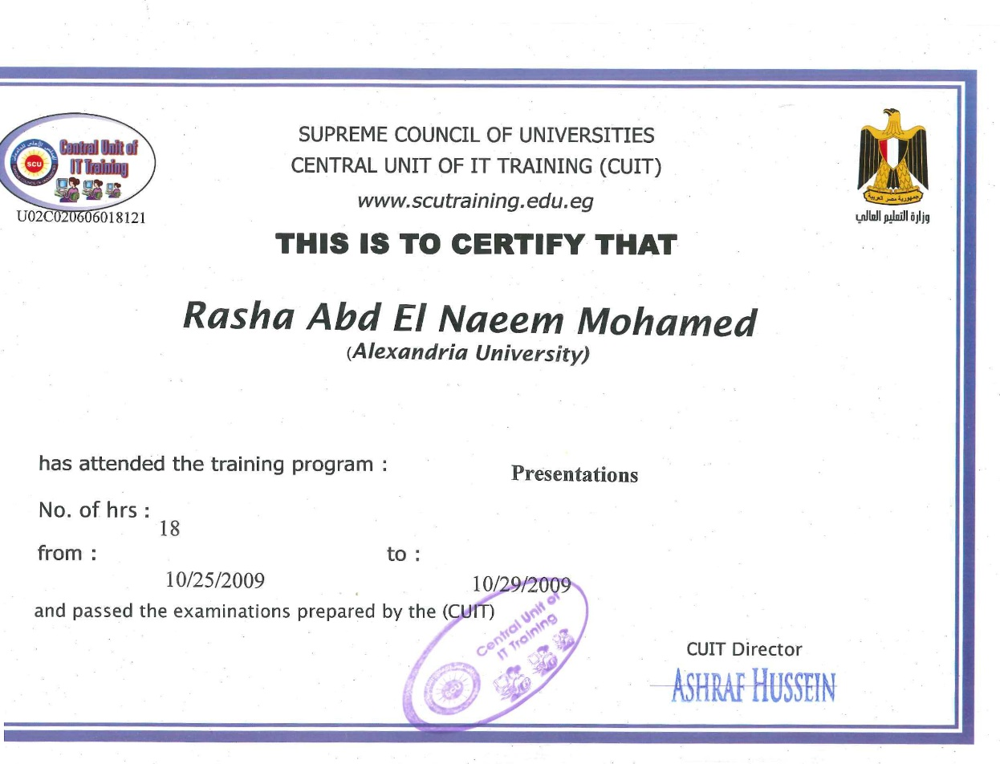 Central Unit of
IT Training
SCU
U02C020606018121
SUPREME COUNCIL OF UNIVERSITIES
CENTRAL UNIT OF IT TRAINING (CUIT)
www.scutraining.edu.eg
جمهورية مصر العربية
وزارة التعليم العالي
THIS IS TO CERTIFY THAT
Rasha Abd El Naeem Mohamed
(Alexandria University)
has attended the training program : Presentations
No. of hrs :
18
from : to :
10/25/2009 10/29/2009
and passed the examinations prepared by the (CUIT)
Central Unit of
IT Training
SCU
CUIT Director
ASHRAF HUSSEIN